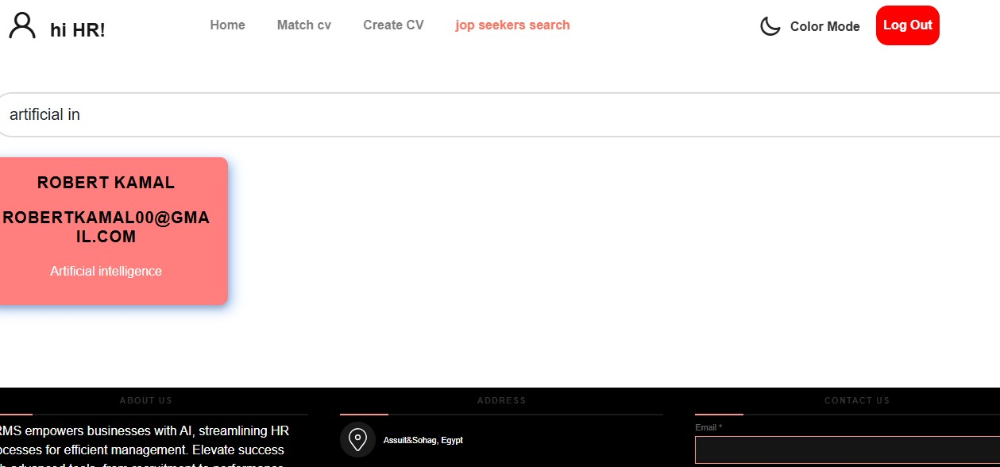 hi HR!
Home
Match cv
Create CV
jop seekers search
Color Mode
Log Out
artificial in
ROBERT KAMAL
ROBERTKAMAL00@GMA
IL.COM
Artificial intelligence
ABOUT US
RMS empowers businesses with AI, streamlining HR
ocesses for efficient management. Elevate success
ADDRESS
Assuit&Sohag, Egypt
CONTACT US
Email *